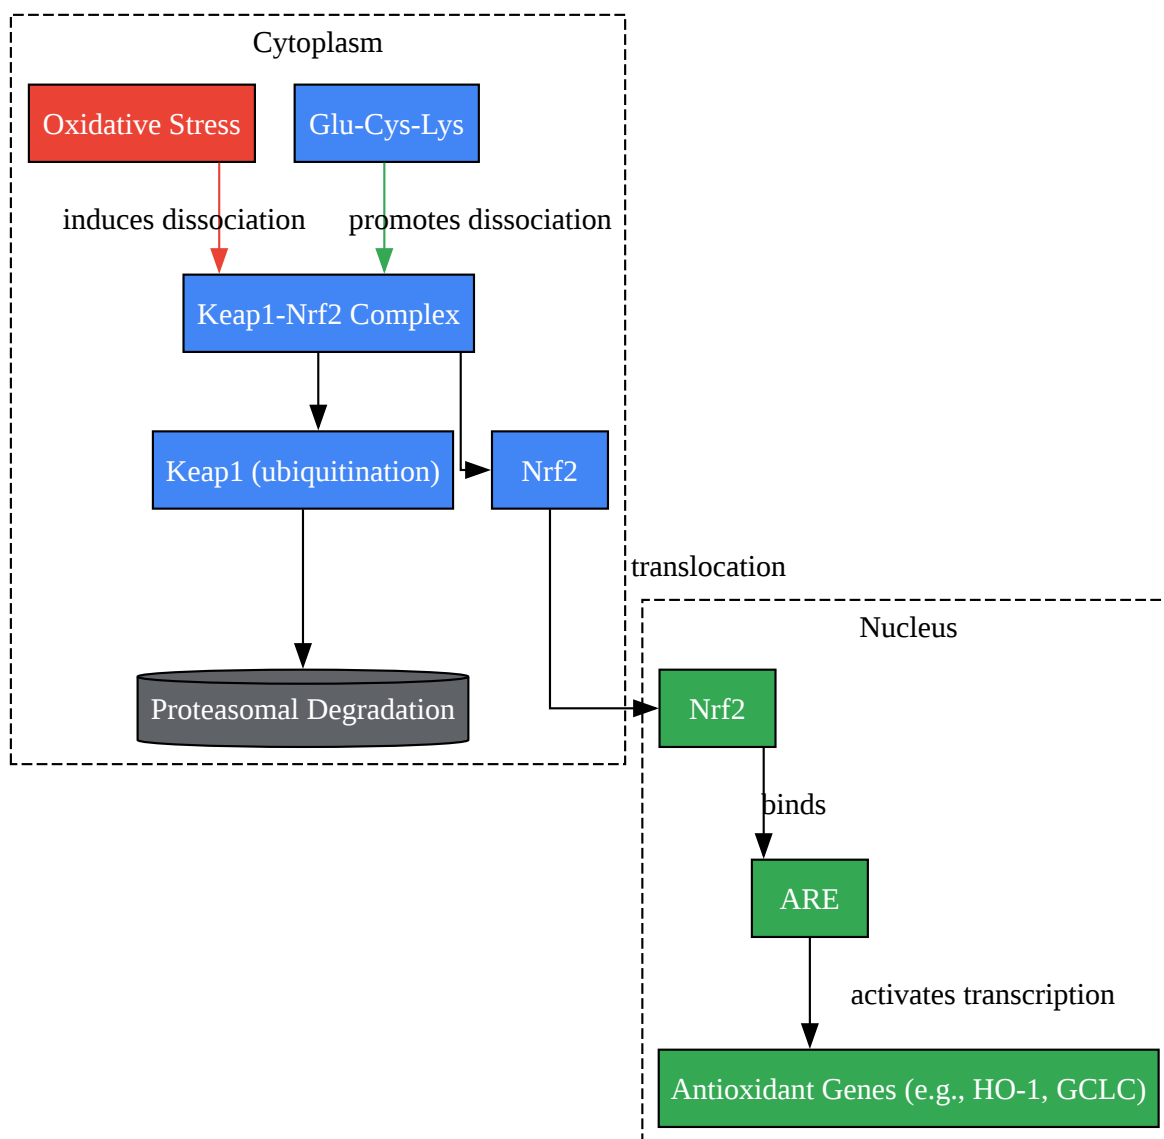 Cytoplasm
Oxidative Stress
Glu-Cys-Lys
induces dissociation
promotes dissociation
Keap1-Nrf2 Complex
Keap1 (ubiquitination)
Nrf2
translocation
Nucleus
Proteasomal Degradation
Nrf2
binds
ARE
activates transcription
Antioxidant Genes (e.g., HO-1, GCLC)